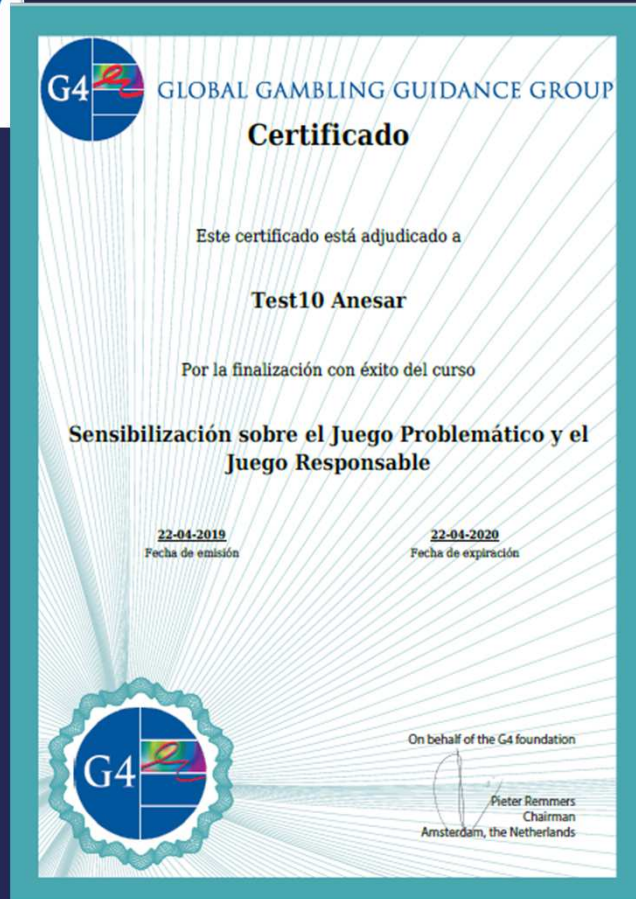 G4
GLOBAL GAMBLING GUIDANCE GROUP
Certificado
Este certificado está adjudicado a
Test10 Anesar
Por la finalización con éxito del curso
Sensibilización sobre el Juego Problemático y el
Juego Responsable
22-04-2019
Fecha de emisión
22-04-2020
Fecha de expiración
G4
On behalf of the G4 foundation
Pieter Remmers
Chairman
Amsterdam, the Netherlands